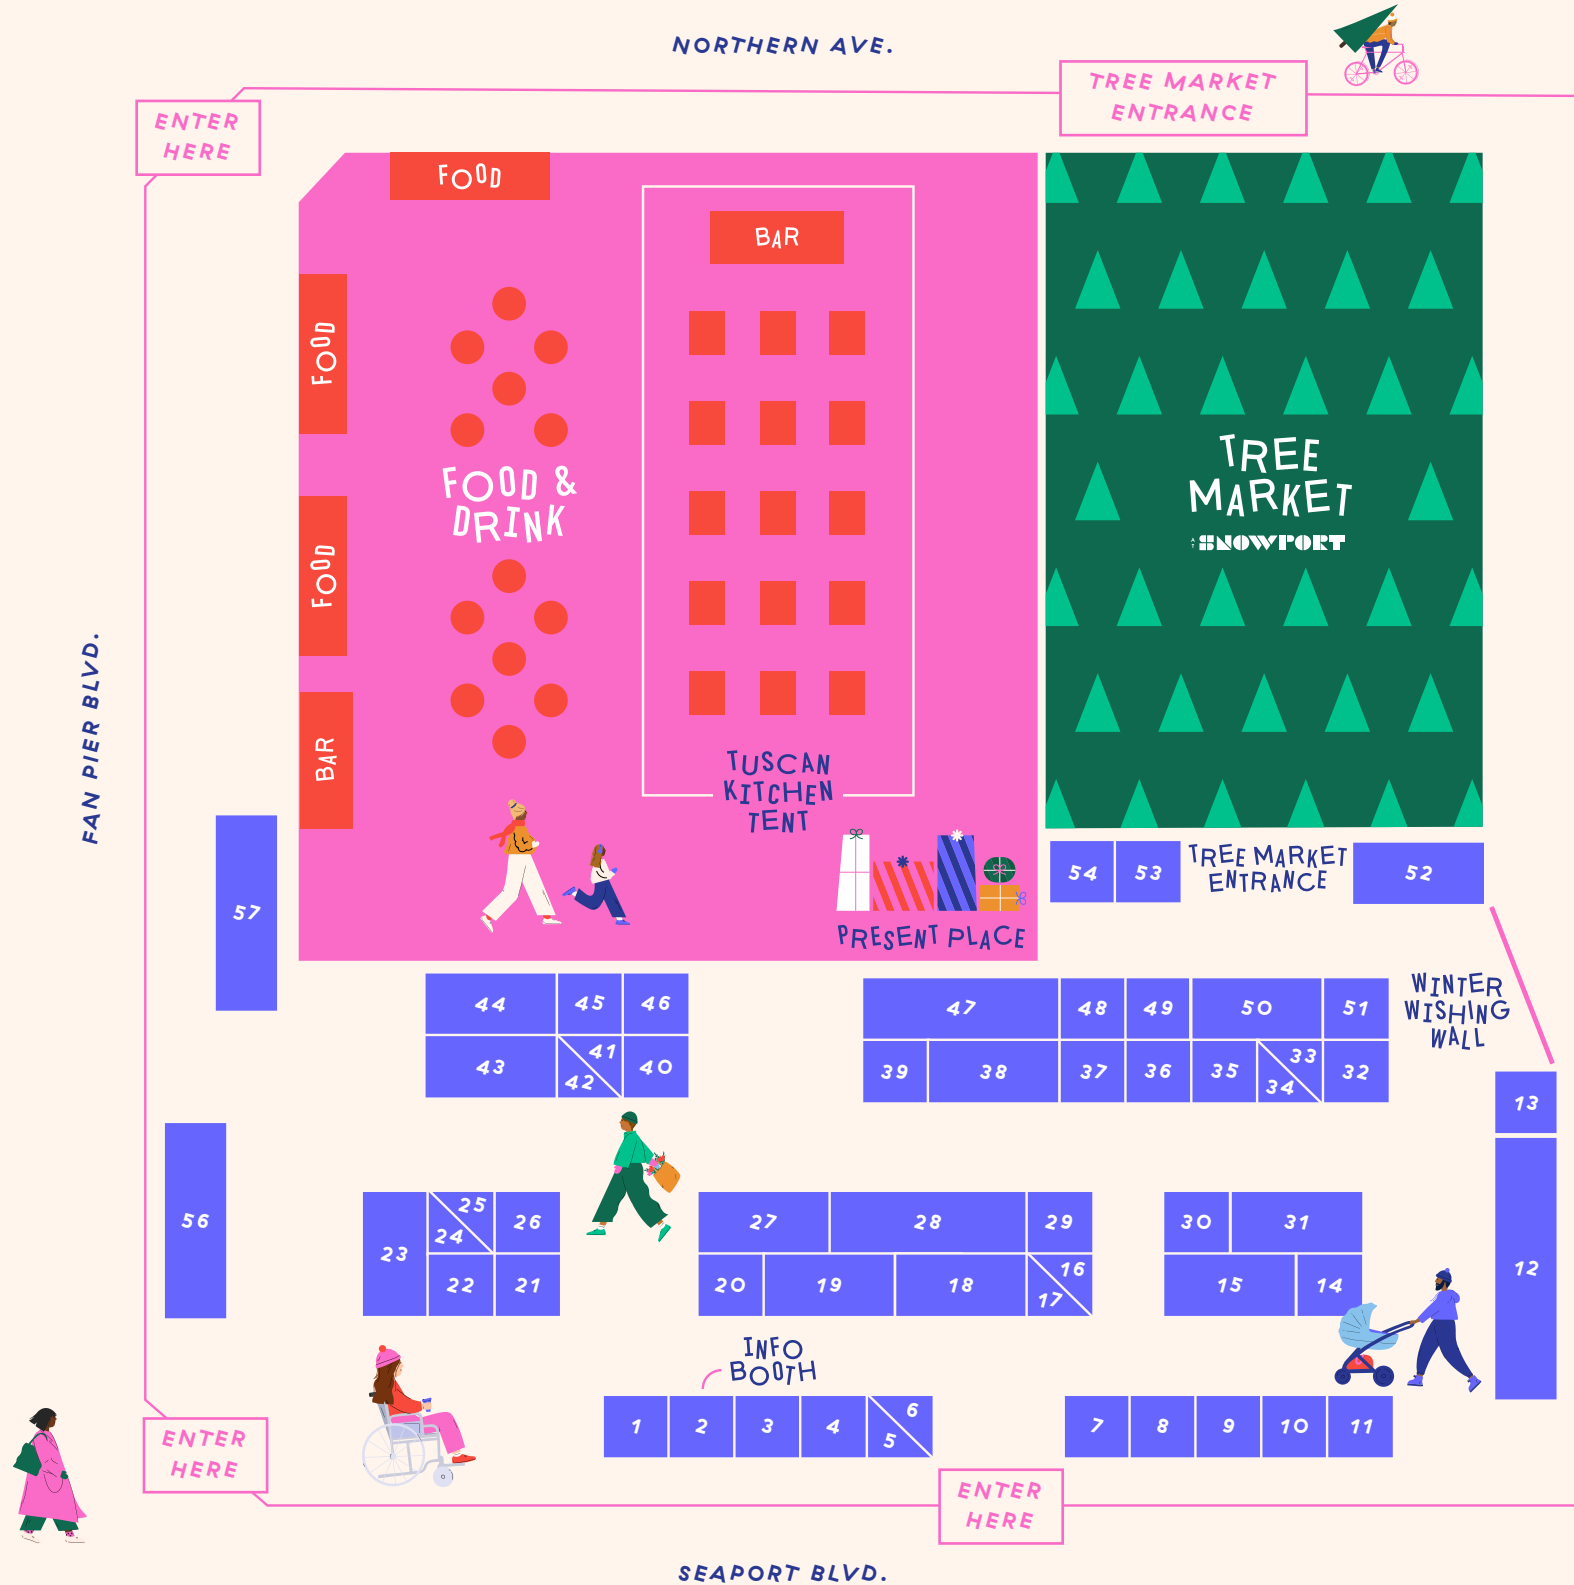 NORTHERN AVE.
TREE MARKET
ENTRANCE
ENTER
HERE
FOOD
BAR
FOOD
FOOD &
DRINK
TREE
MARKET
AT SNOWPORT
FOOD
FAN PIER BLVD.
BAR
TUSCAN
KITCHEN
TENT
PRESENT PLACE
54 53
TREE MARKET
ENTRANCE
52
57
WINTER
WISHING
WALL
44 45 46
43 42 41 40
47 48 49 50 51
39 38 37 36 35 34 33 32
13
12
56
23 24 25 26
22 21
27 28 29
20 19 18 17 16
30 31
15 14
INFO
BOOTH
1 2 3 4 5 6
7 8 9 10 11
ENTER
HERE
ENTER
HERE
SEAPORT BLVD.